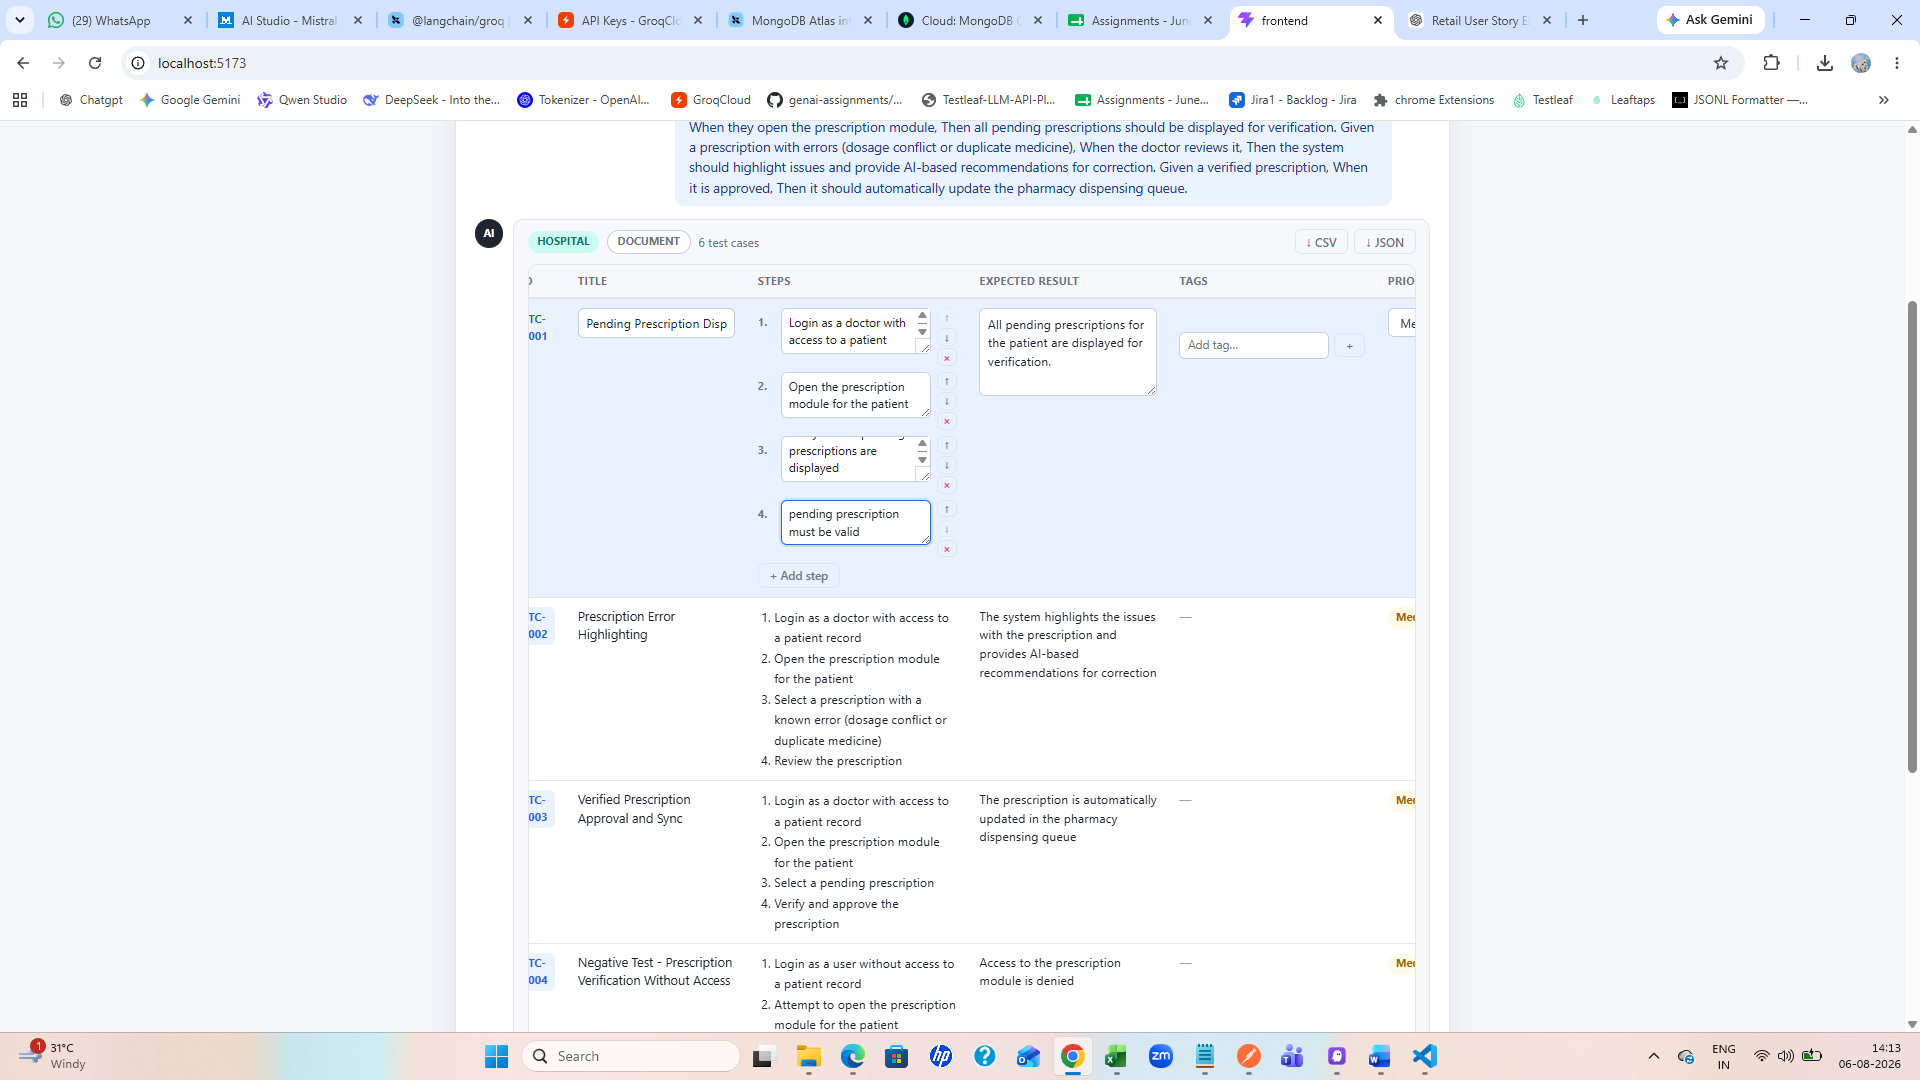 (29) WhatsApp
AI Studio - Mistral
@langchain/groq
API Keys - GroqClo
MongoDB Atlas in
Cloud: MongoDB C
Assignments - June
frontend
Retail User Story E
Ask Gemini
localhost:5173
Chatgpt
Google Gemini
Qwen Studio
DeepSeek - Into the...
Tokenizer - OpenAI...
GroqCloud
genai-assignments/...
Testleaf-LLM-API-Pl...
Assignments - June...
Jira1 - Backlog - Jira
chrome Extensions
Testleaf
Leaftaps
JSONL Formatter —...
When they open the prescription module, Then all pending prescriptions should be displayed for verification. Given
a prescription with errors (dosage conflict or duplicate medicine), When the doctor reviews it, Then the system
should highlight issues and provide AI-based recommendations for correction. Given a verified prescription, When
it is approved, Then it should automatically update the pharmacy dispensing queue.
AI
HOSPITAL
DOCUMENT
6 test cases
↓ CSV
↓ JSON
TITLE
STEPS
EXPECTED RESULT
TAGS
PRIO
TC-
001
Pending Prescription Disp
1.
Login as a doctor with
access to a patient
2.
Open the prescription
module for the patient
3.
prescriptions are
displayed
4.
pending prescription
must be valid
+ Add step
All pending prescriptions for
the patient are displayed for
verification.
Add tag...
+
Me
TC-
002
Prescription Error
Highlighting
1. Login as a doctor with access to
a patient record
2. Open the prescription module
for the patient
3. Select a prescription with a
known error (dosage conflict or
duplicate medicine)
4. Review the prescription
The system highlights the issues
with the prescription and
provides AI-based
recommendations for correction
—
Med
TC-
003
Verified Prescription
Approval and Sync
1. Login as a doctor with access to
a patient record
2. Open the prescription module
for the patient
3. Select a pending prescription
4. Verify and approve the
prescription
The prescription is automatically
updated in the pharmacy
dispensing queue
—
Med
TC-
004
Negative Test - Prescription
Verification Without Access
1. Login as a user without access to
a patient record
2. Attempt to open the prescription
module for the patient
Access to the prescription
module is denied
—
Med
1
31°C
Windy
Search
ENG
IN
14:13
06-08-2026